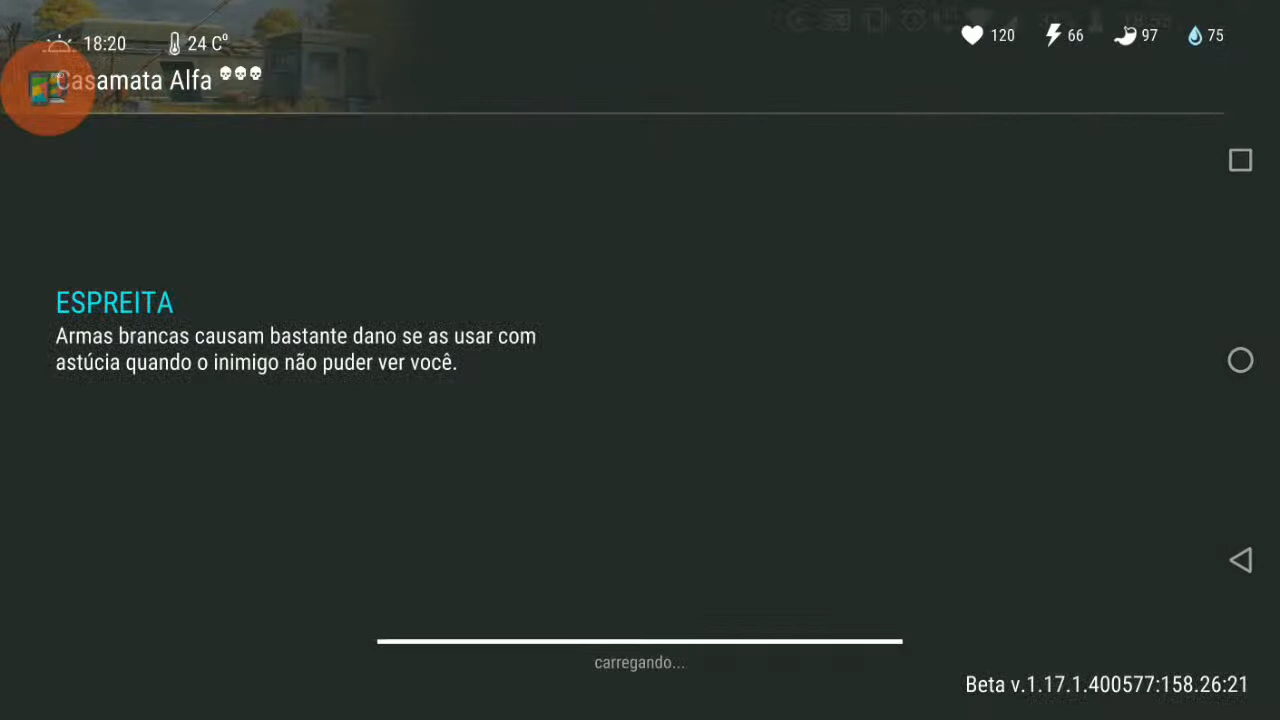 18:20 24 Cº
120 66 97 75
Casamata Alfa
ESPREITA
Armas brancas causam bastante dano se as usar com
astúcia quando o inimigo não puder ver você.
carregando...
Beta v.1.17.1.400577:158.26:21